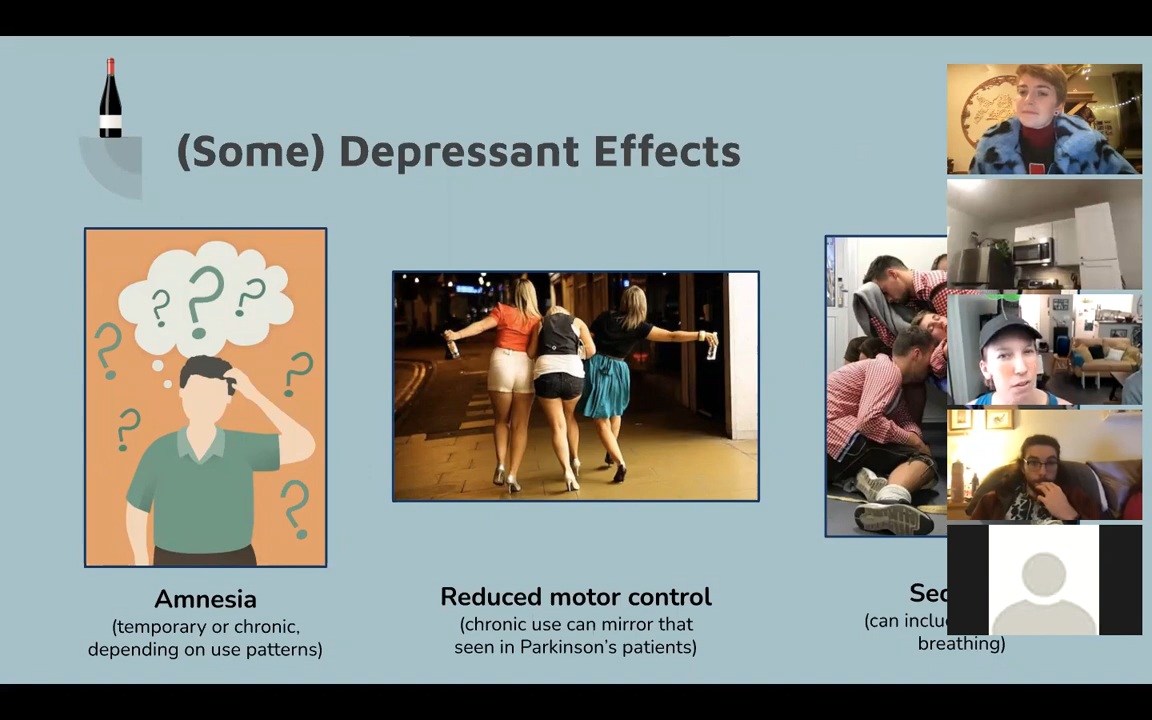 (Some) Depressant Effects
Amnesia
(temporary or chronic,
depending on use patterns)
Reduced motor control
(chronic use can mirror that
seen in Parkinson's patients)
(can
breathing)